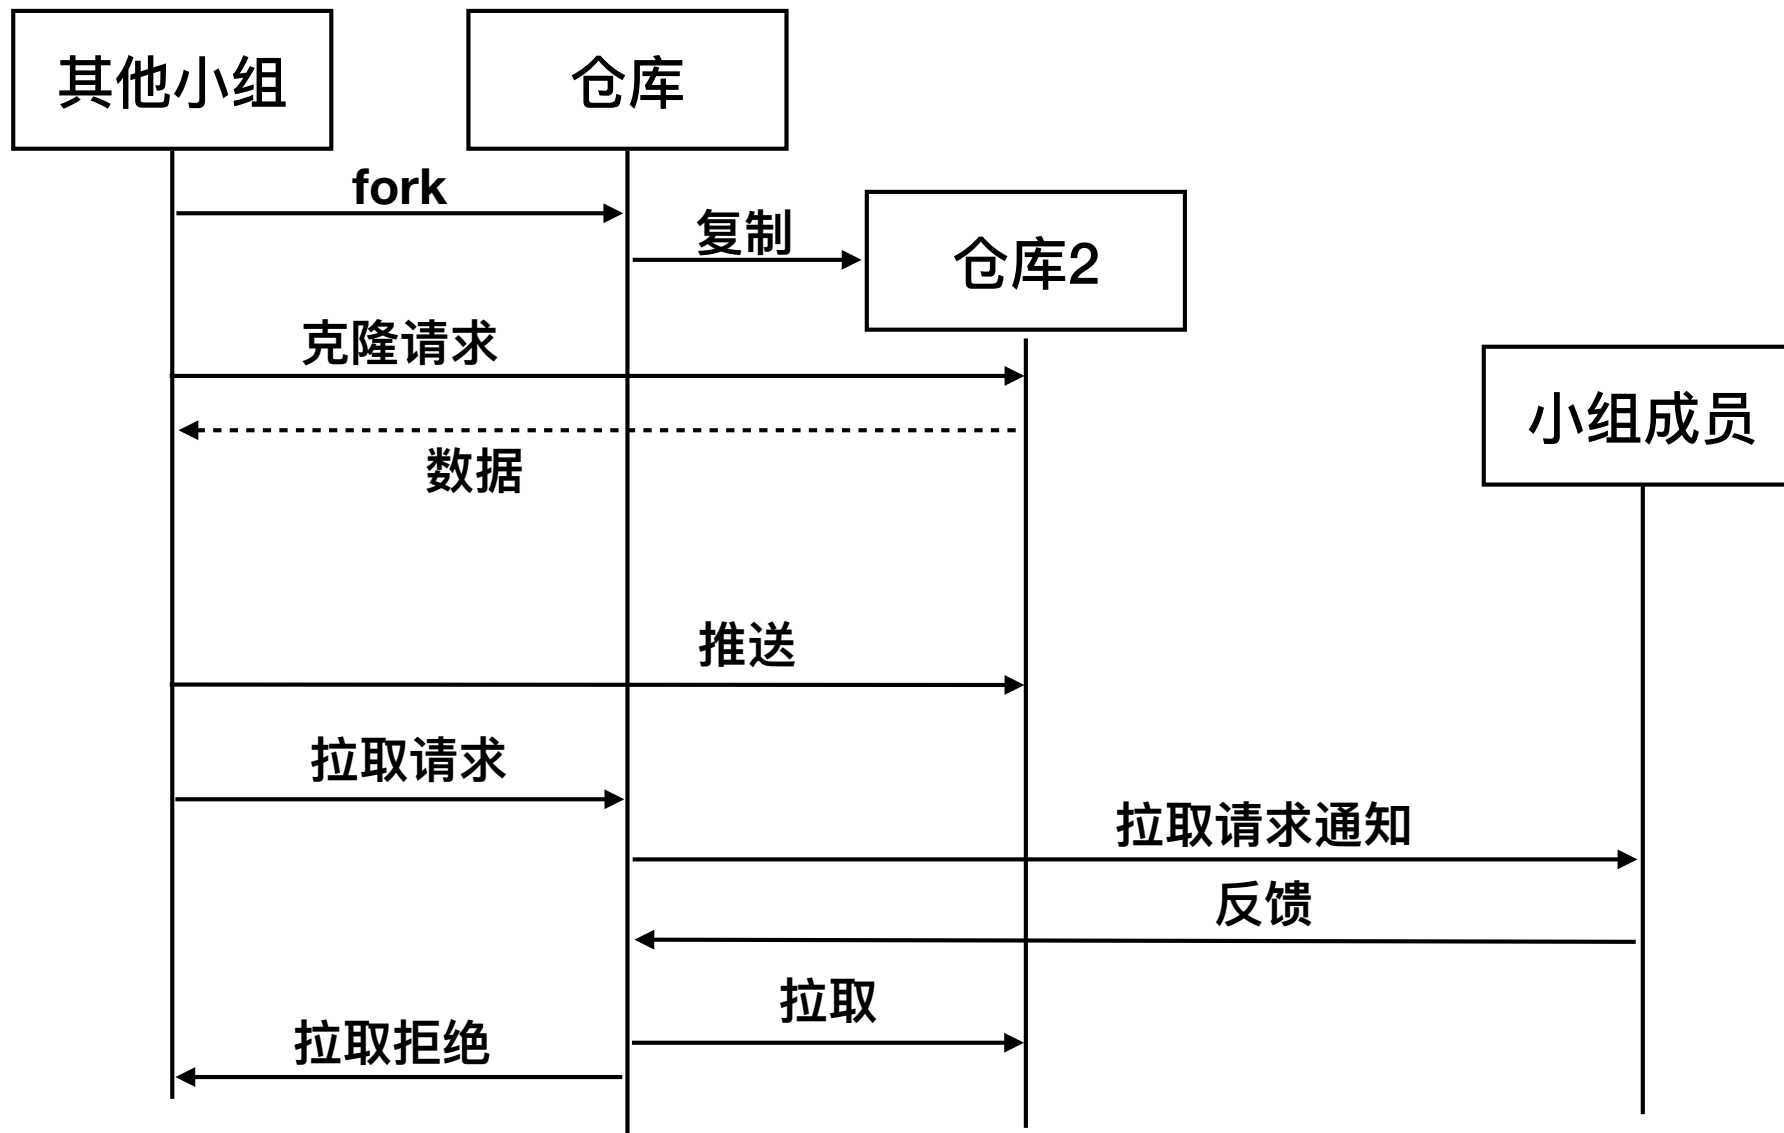 其他小组
仓库
fork
复制
仓库2
克隆请求
数据
小组成员
推送
拉取请求
拉取请求通知
反馈
拉取
拉取拒绝